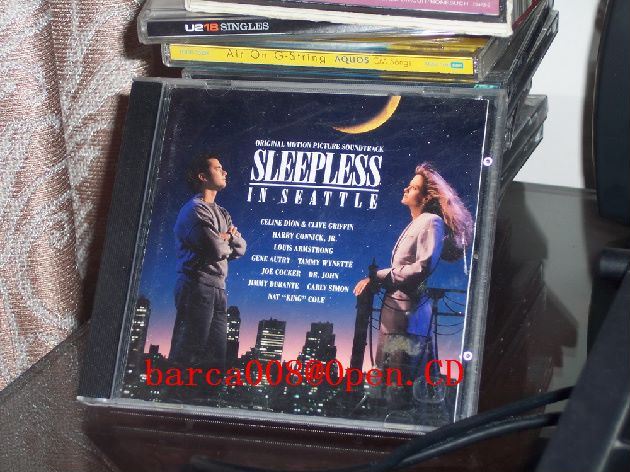 U218 SINGLES
Air On G-String AQUOS CM Songs
ORIGINAL MOTION PICTURE SOUNDTRACK
SLEEPLESS
IN SEATTLE
CELINE DION & CLIVE GRIFFIN
HARRY CONNICK, JR.
LOUIS ARMSTRONG
GENE AUTRY TAMMY WYNETTE
JOE COCKER DR. JOHN
JIMMY DURANTE CARLY SIMON
NAT "KING" COLE
barca008@Open.CD